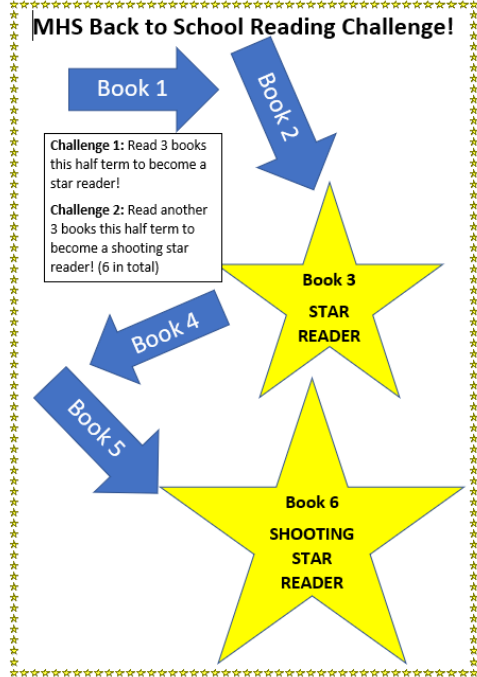 MHS Back to School Reading Challenge!
Book 1
Book 2
Challenge 1: Read 3 books
this half term to become a
star reader!
Challenge 2: Read another
3 books this half term to
become a shooting star
reader! (6 in total)
Book 3
STAR
READER
Book 4
Book 5
Book 6
SHOOTING
STAR
READER